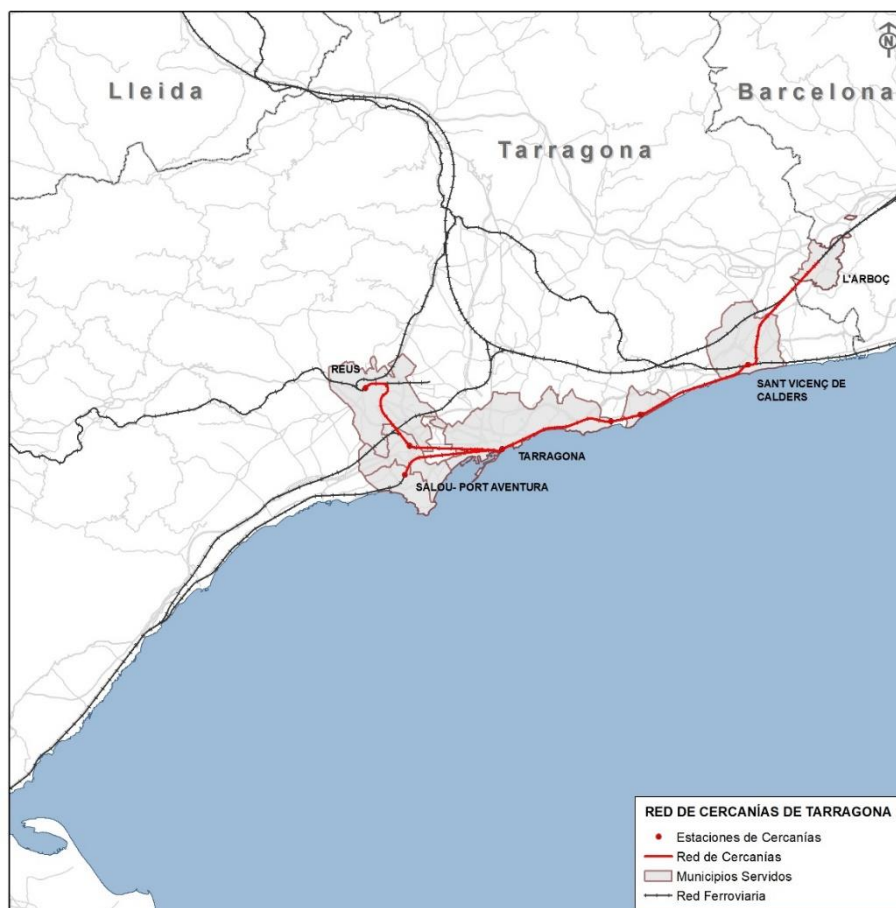 N
Lleida
Barcelona
Tarragona
L'ARBOÇ
REUS
SANT VICENÇ DE
CALDERS
TARRAGONA
SALOU- PORT AVENTURA
RED DE CERCANÍAS DE TARRAGONA
Estaciones de Cercanías
Red de Cercanías
Municipios Servidos
Red Ferroviaria